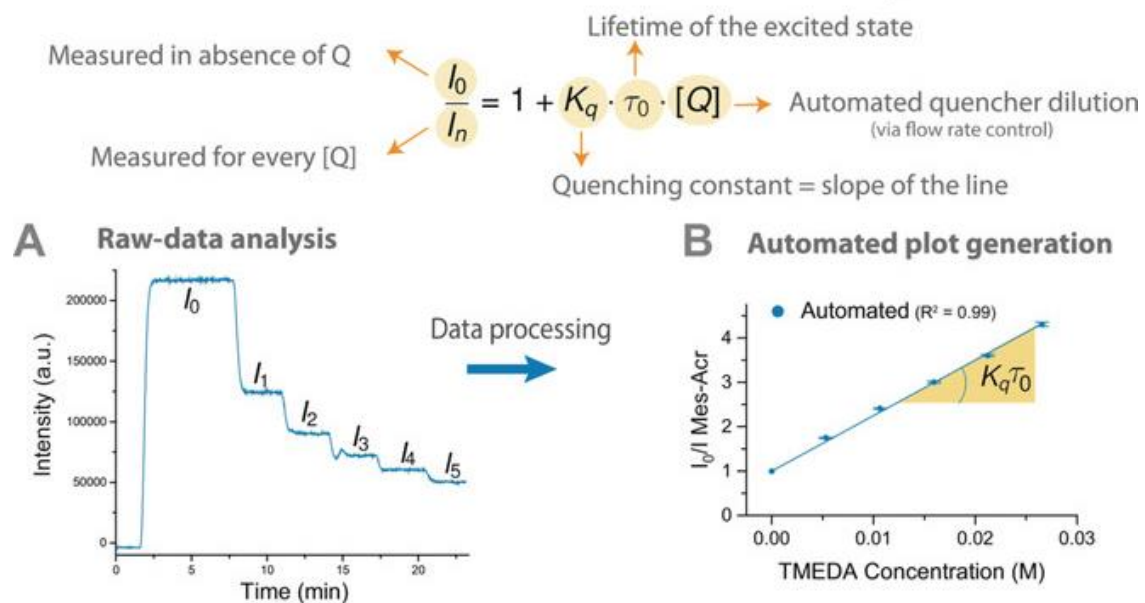 Lifetime of the excited state
Measured in absence of Q
I₀/Iₙ = 1 + K_q · τ₀ · [Q]
Automated quencher dilution
(via flow rate control)
Measured for every [Q]
Quenching constant = slope of the line
A Raw-data analysis
Intensity (a.u.)
200000
150000
100000
50000
0
I₀
I₁
I₂
I₃
I₄
I₅
0 5 10 15 20
Time (min)
Data processing
B Automated plot generation
Automated (R² = 0.99)
I₀/I Mes-Acr
4
3
2
1
0
K_qτ₀
0.00 0.01 0.02 0.03
TMEDA Concentration (M)